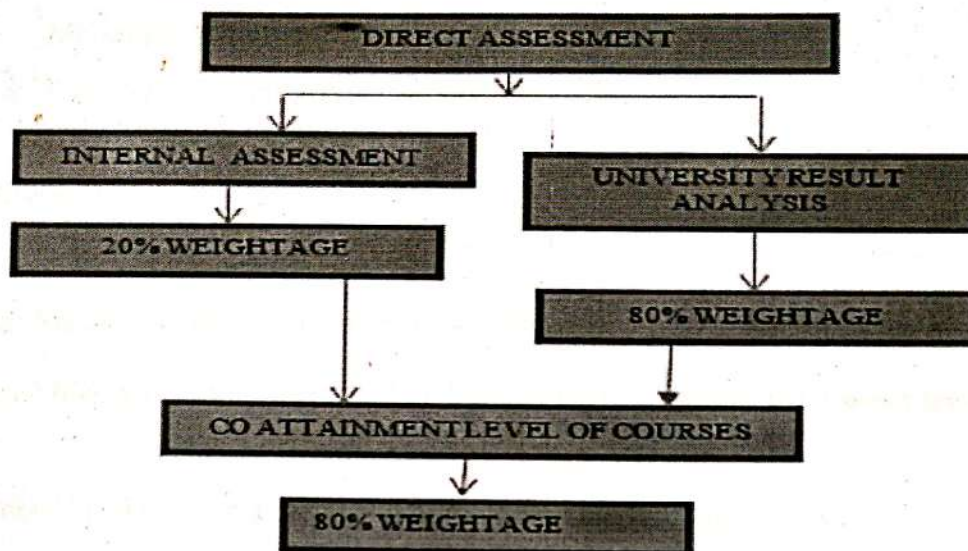 DIRECT ASSESSMENT
INTERNAL ASSESSMENT
UNIVERSITY RESULT
ANALYSIS
20% WEIGHTAGE
80% WEIGHTAGE
CO ATTAINMENT LEVEL OF COURSES
80% WEIGHTAGE